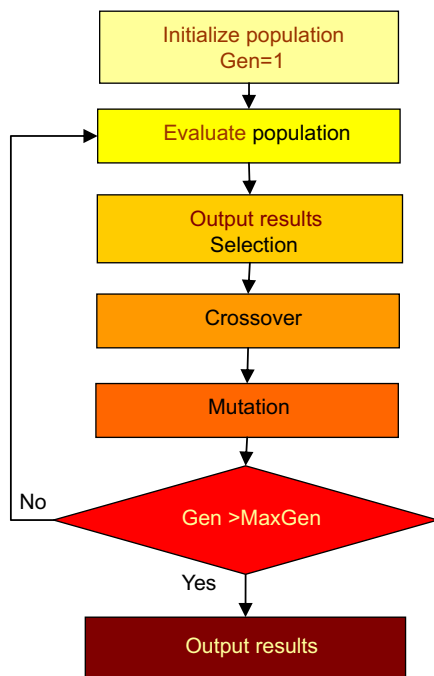 Initialize population
Gen=1
Evaluate population
Output results
Selection
Crossover
Mutation
Gen >MaxGen
No
Yes
Output results